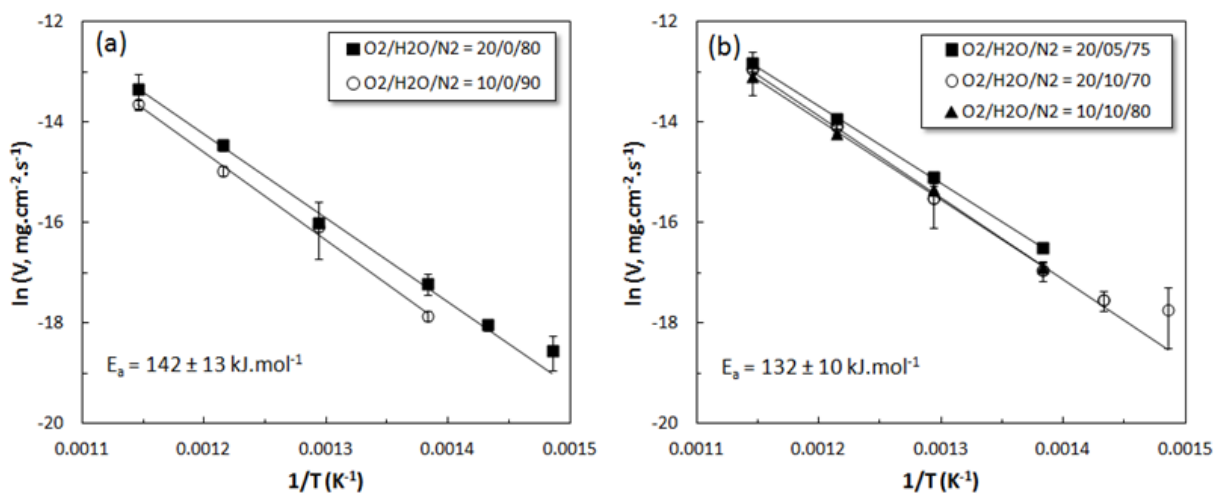 (a)
O2/H2O/N2 = 20/0/80
O2/H2O/N2 = 10/0/90
-12
-14
-16
-18
-20
ln (V, mg.cm⁻².s⁻¹)
Eₐ = 142 ± 13 kJ.mol⁻¹
0.0011
0.0012
0.0013
0.0014
0.0015
1/T (K⁻¹)
(b)
O2/H2O/N2 = 20/05/75
O2/H2O/N2 = 20/10/70
O2/H2O/N2 = 10/10/80
-12
-14
-16
-18
-20
ln (V, mg.cm⁻².s⁻¹)
Eₐ = 132 ± 10 kJ.mol⁻¹
0.0011
0.0012
0.0013
0.0014
0.0015
1/T (K⁻¹)